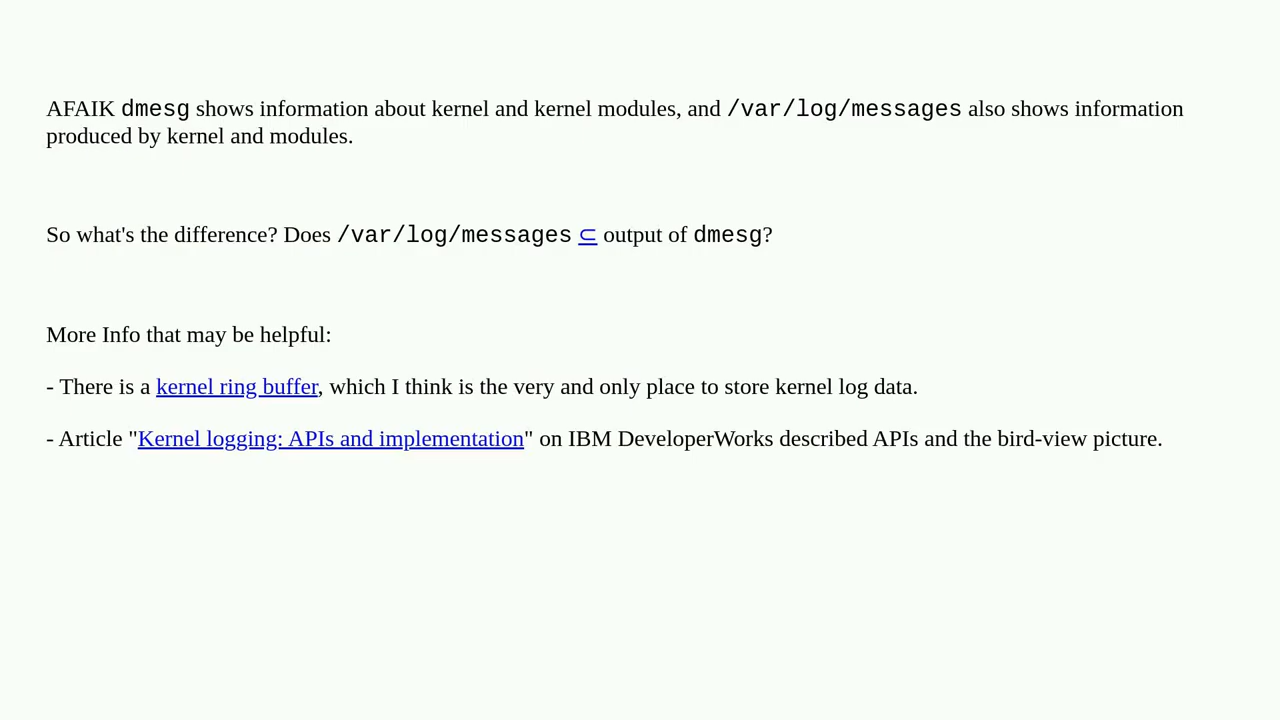 AFAIK dmesg shows information about kernel and kernel modules, and /var/log/messages also shows information
produced by kernel and modules.
So what's the difference? Does /var/log/messages ⊆ output of dmesg?
More Info that may be helpful:
- There is a kernel ring buffer, which I think is the very and only place to store kernel log data.
- Article "Kernel logging: APIs and implementation" on IBM DeveloperWorks described APIs and the bird-view picture.